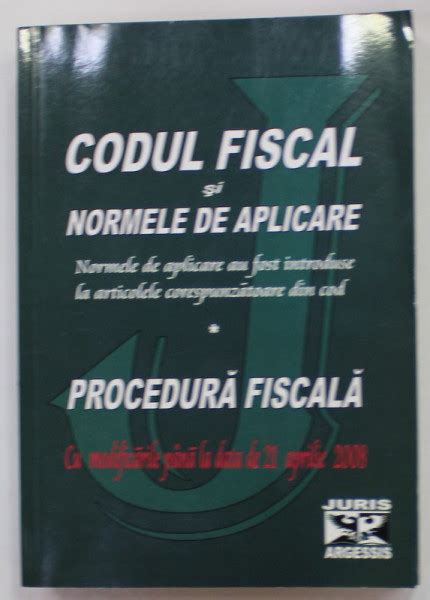 CODUL FISCAL
și
NORMELE DE APLICARE
Normele de aplicare au fost introduse
la articolele corespunzătoare din cod
*
PROCEDURĂ FISCALĂ
Cu modificările până la data de 21 aprilie 2008
JURIS
ARGESSIS